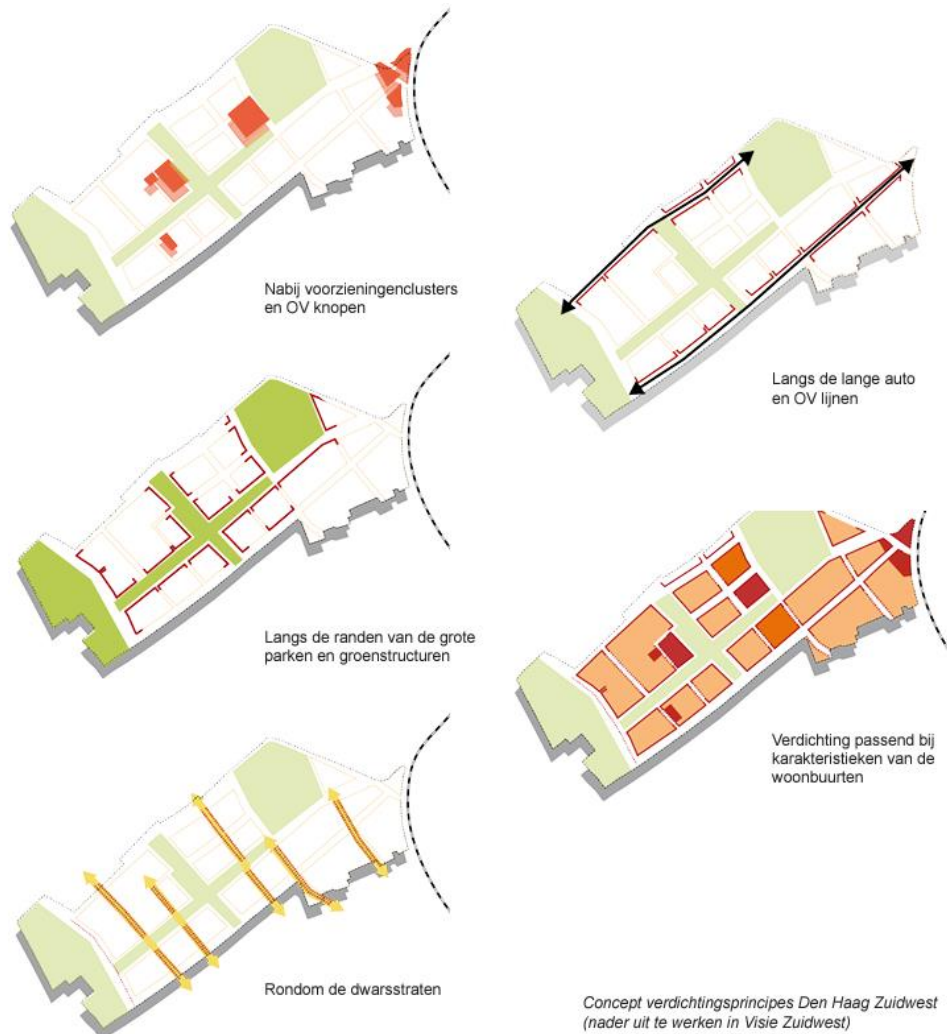 Nabij voorzieningenclusters
en OV knopen
Langs de lange auto
en OV lijnen
Langs de randen van de grote
parken en groenstructuren
Verdichting passend bij
karakteristieken van de
woonbuurten
Rondom de dwarsstraten
Concept verdichtingsprincipes Den Haag Zuidwest
(nader uit te werken in Visie Zuidwest)